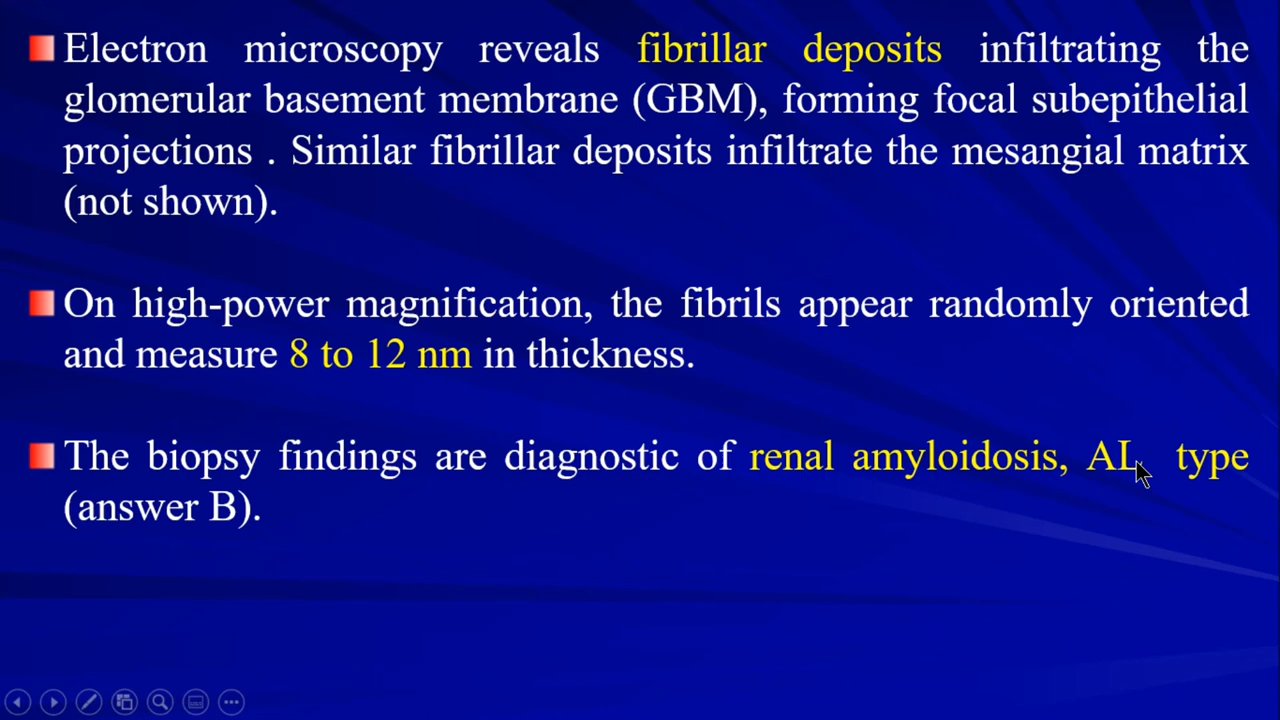 Electron microscopy reveals fibrillar deposits infiltrating the
glomerular basement membrane (GBM), forming focal subepithelial
projections . Similar fibrillar deposits infiltrate the mesangial matrix
(not shown).
On high-power magnification, the fibrils appear randomly oriented
and measure 8 to 12 nm in thickness.
The biopsy findings are diagnostic of renal amyloidosis, AL type
(answer B).